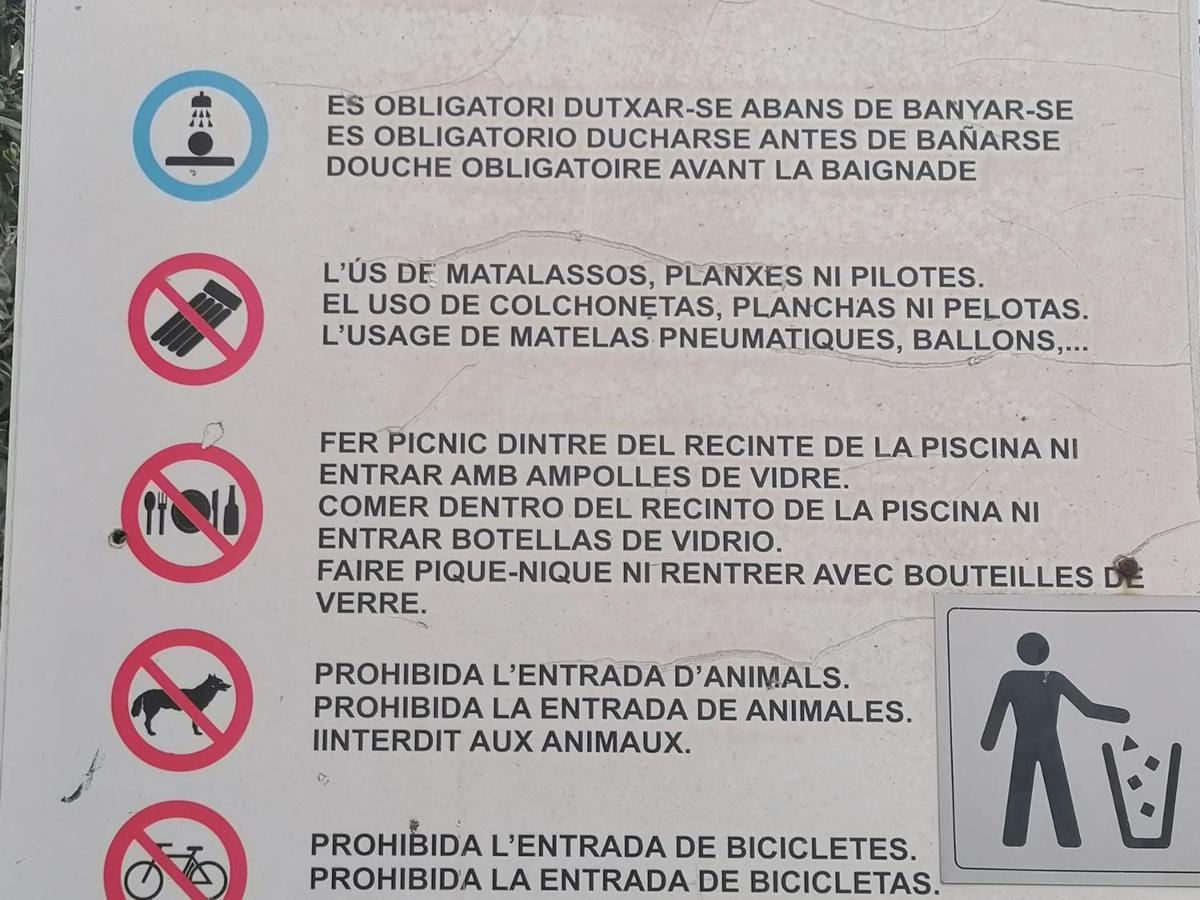 ES OBLIGATORI DUTXAR-SE ABANS DE BANYAR-SE
ES OBLIGATORIO DUCHARSE ANTES DE BAÑARSE
DOUCHE OBLIGATOIRE AVANT LA BAIGNADE
L'ÚS DE MATALASSOS, PLANXES NI PILOTES.
EL USO DE COLCHONETAS, PLANCHAS NI PELOTAS.
L'USAGE DE MATELAS PNEUMATIQUES, BALLONS,...
FER PICNIC DINTRE DEL RECINTE DE LA PISCINA NI
ENTRAR AMB AMPOLLES DE VIDRE.
COMER DENTRO DEL RECINTO DE LA PISCINA NI
ENTRAR BOTELLAS DE VIDRIO.
FAIRE PIQUE-NIQUE NI RENTRER AVEC BOUTEILLES DE
VERRE.
PROHIBIDA L'ENTRADA D'ANIMALS.
PROHIBIDA LA ENTRADA DE ANIMALES.
IINTERDIT AUX ANIMAUX.
PROHIBIDA L'ENTRADA DE BICICLETES.
PROHIBIDA LA ENTRADA DE BICICLETAS.